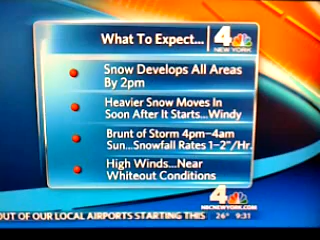 What To Expect...
4
NEW YORK
Snow Develops All Areas
By 2pm
Heavier Snow Moves In
Soon After It Starts...Windy
Brunt of Storm 4pm-4am
Sun...Snowfall Rates 1-2"/Hr.
High Winds...Near
Whiteout Conditions
4
NBCNEWYORK.COM
OUT OF OUR LOCAL AIRPORTS STARTING THIS 26° 9:31